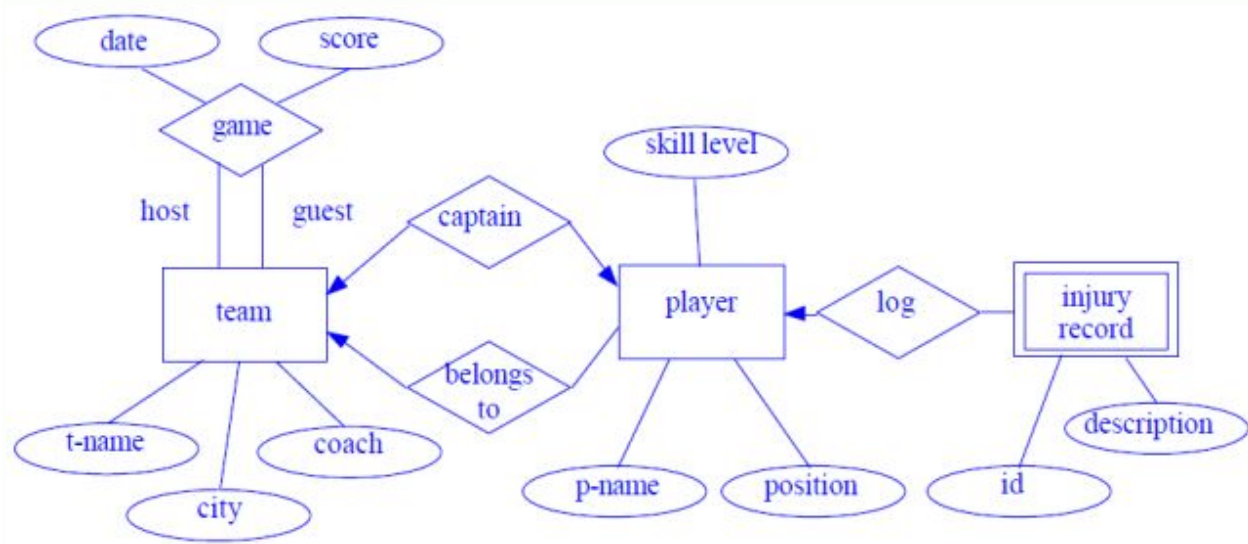 date
score
game
host
guest
skill level
captain
team
player
log
injury
record
belongs
to
t-name
coach
city
p-name
position
id
description